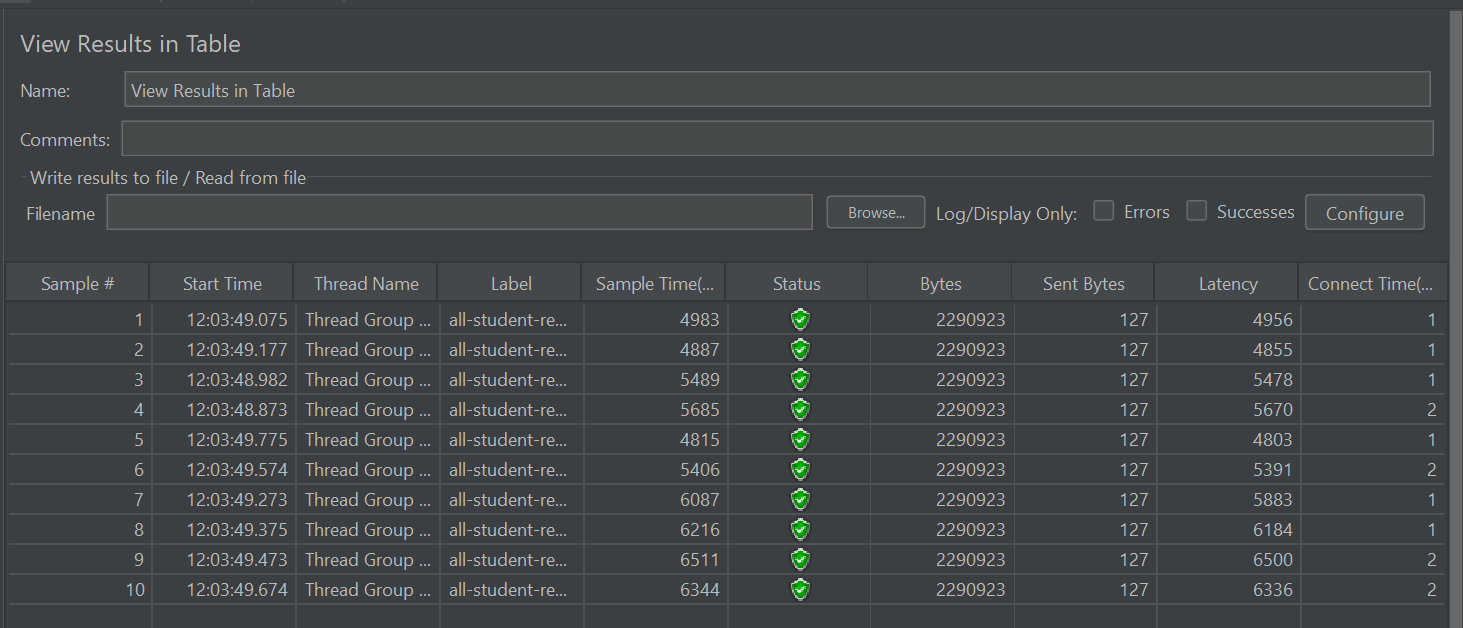 View Results in Table
Name: View Results in Table
Comments:
Write results to file / Read from file
Filename Browse... Log/Display Only: Errors Successes Configure
Sample # Start Time Thread Name Label Sample Time(... Status Bytes Sent Bytes Latency Connect Time(...
1 12:03:49.075 Thread Group ... all-student-re... 4983 2290923 127 4956 1
2 12:03:49.177 Thread Group ... all-student-re... 4887 2290923 127 4855 1
3 12:03:48.982 Thread Group ... all-student-re... 5489 2290923 127 5478 1
4 12:03:48.873 Thread Group ... all-student-re... 5685 2290923 127 5670 2
5 12:03:49.775 Thread Group ... all-student-re... 4815 2290923 127 4803 1
6 12:03:49.574 Thread Group ... all-student-re... 5406 2290923 127 5391 2
7 12:03:49.273 Thread Group ... all-student-re... 6087 2290923 127 5883 1
8 12:03:49.375 Thread Group ... all-student-re... 6216 2290923 127 6184 1
9 12:03:49.473 Thread Group ... all-student-re... 6511 2290923 127 6500 2
10 12:03:49.674 Thread Group ... all-student-re... 6344 2290923 127 6336 2